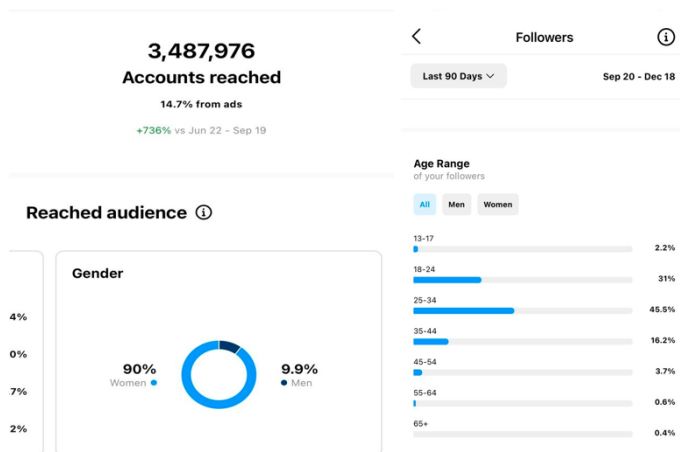 3,487,976
Accounts reached
14.7% from ads
+736% vs Jun 22 - Sep 19
Reached audience
Gender
4%
0%
7%
2%
90%
Women
9.9%
Men
Followers
Last 90 Days
Sep 20 - Dec 18
Age Range
of your followers
All Men Women
13-17
2.2%
18-24
31%
25-34
45.5%
35-44
16.2%
45-54
3.7%
55-64
0.6%
65+
0.4%